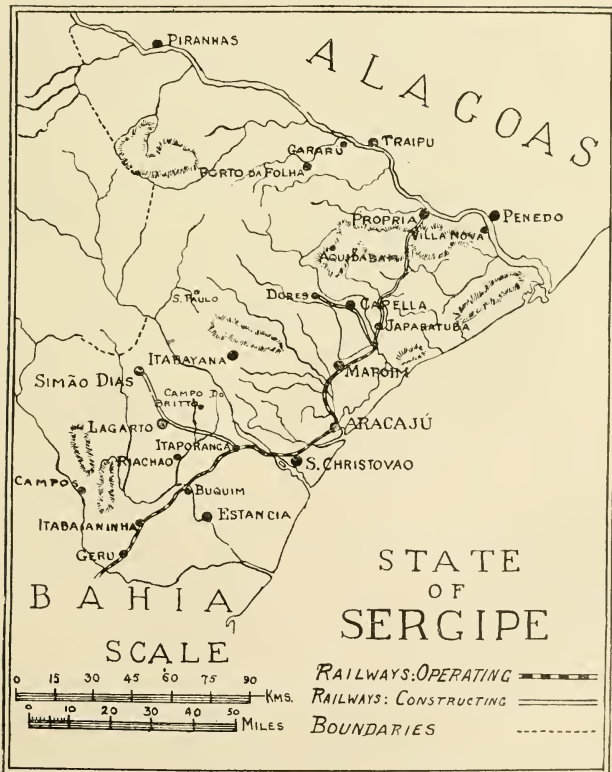 PIRANHAS
ALAGOAS
GARARÚ
TRAIPU
PORTO DA FOLHA
PROPRIA
PENEDO
VILLA NOVA
AQUIDABAN
DORES
S. PAULO
CAPELLA
JAPARATUBA
ITABAYANA
MAROIM
SIMÃO DIAS
CAMPO DO
BRITTO
LAGARTO
ARACAJÚ
ITAPORANGA
RIACHAO
S. CHRISTOVAO
CAMPOS
BUQUIM
ESTANCIA
ITABAIANINHA
GERU
BAHIA
STATE
OF
SERGIPE
SCALE
0 15 30 45 60 75 90
KMS.
0 10 20 30 40 50
MILES
RAILWAYS: OPERATING
RAILWAYS: CONSTRUCTING
BOUNDARIES